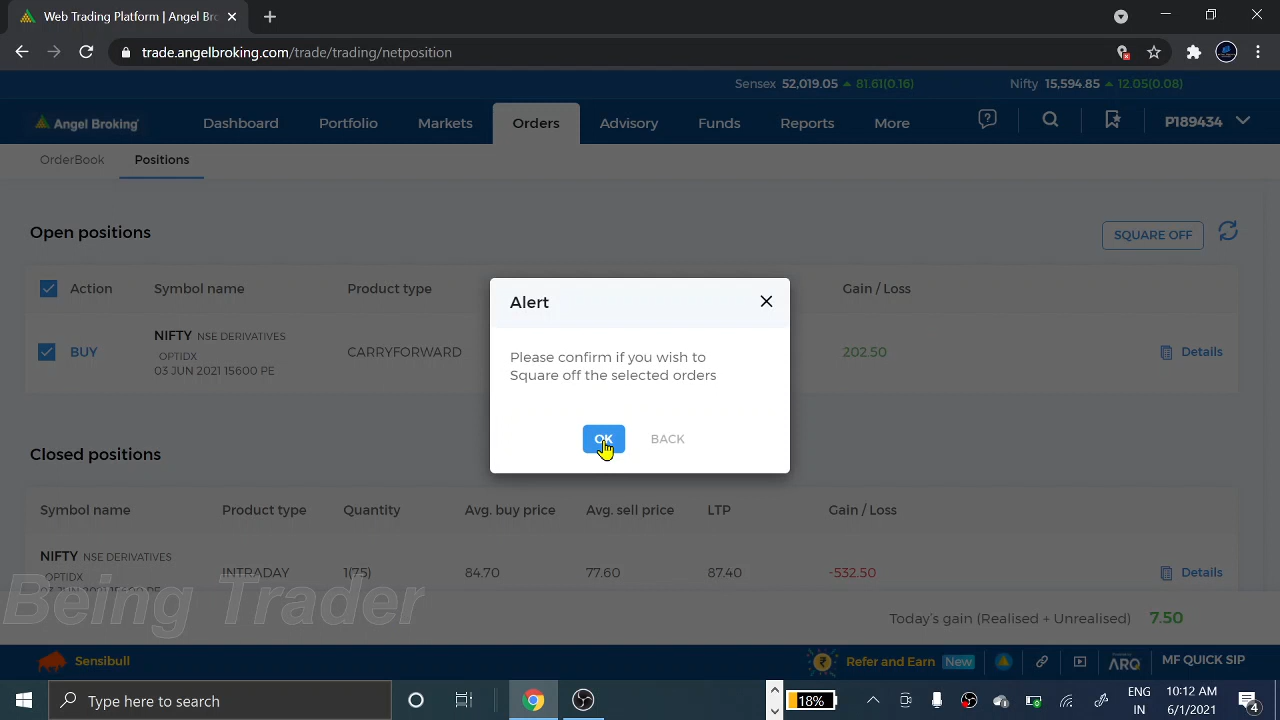 Web Trading Platform | Angel Br
trade.angelbroking.com/trade/trading/netposition
Sensex 52,019.05 81.61(0.16) Nifty 15,594.85 12.05(0.08)
Angel Broking Dashboard Portfolio Markets Orders Advisory Funds Reports More P189434
OrderBook Positions
Open positions SQUARE OFF
Action Symbol name Product type Gain / Loss
BUY NIFTY NSE DERIVATIVES CARRYFORWARD 202.50 Details
OPTIDX
03 JUN 2021 15600 PE
Alert
Please confirm if you wish to
Square off the selected orders
OK BACK
Closed positions
Symbol name Product type Quantity Avg. buy price Avg. sell price LTP Gain / Loss
NIFTY NSE DERIVATIVES INTRADAY 1(75) 84.70 77.60 87.40 -532.50 Details
OPTIDX
Being Trader
Today's gain (Realised + Unrealised) 7.50
Sensibull Refer and Earn New Powered by ARQ MF QUICK SIP
Type here to search 18% ENG IN 10:12 AM 6/1/2021 4